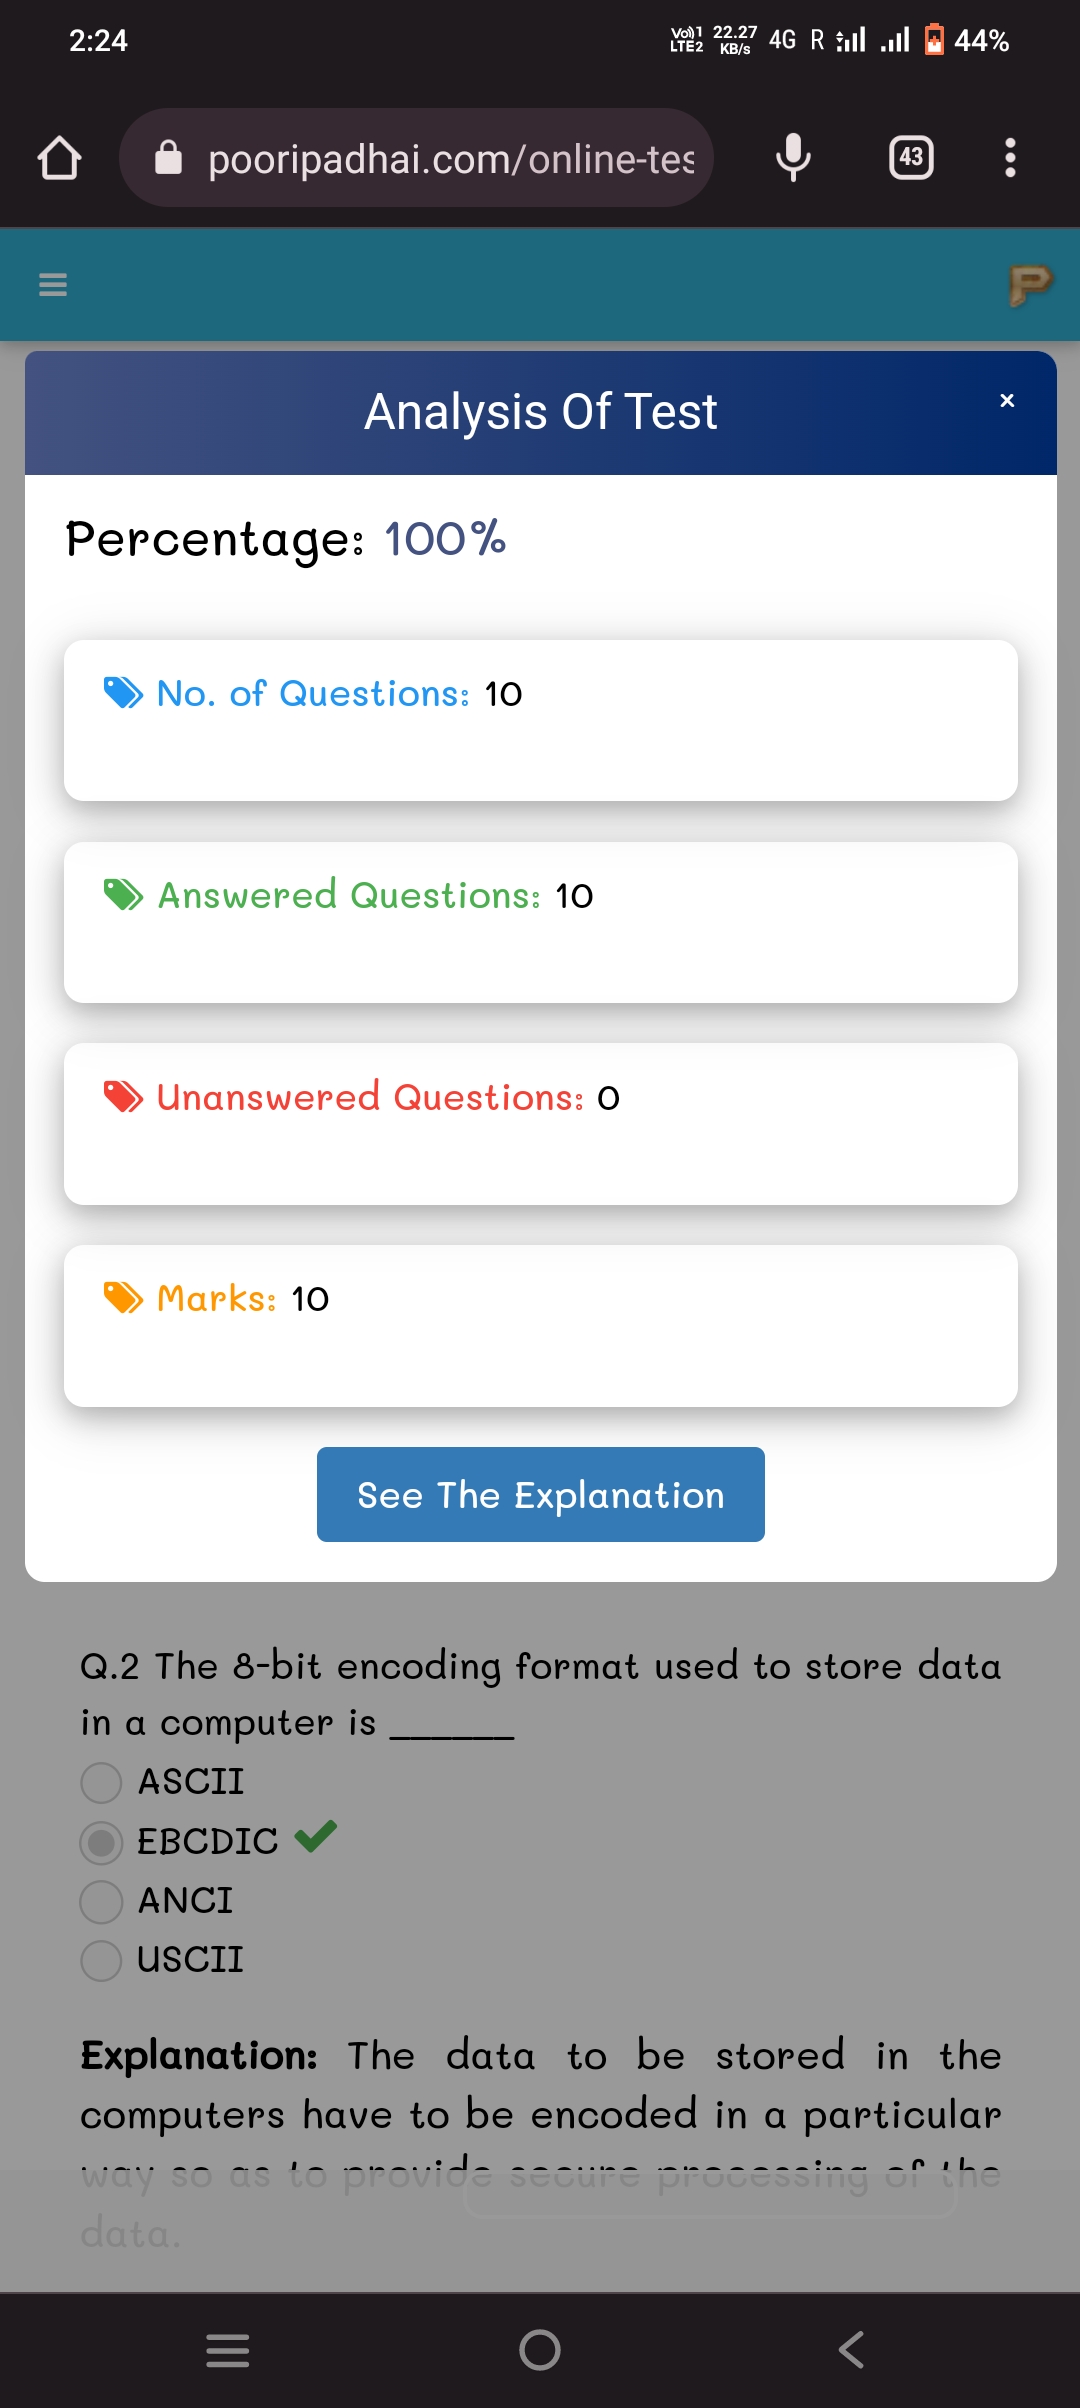 2:24
Vo)) 1
LTE2
22.27
KB/s
4G R
44%
pooripadhai.com/online-tes
43
P
Analysis Of Test
×
Percentage: 100%
No. of Questions: 10
Answered Questions: 10
Unanswered Questions: 0
Marks: 10
See The Explanation
Q.2 The 8-bit encoding format used to store data
in a computer is ______
ASCII
EBCDIC
ANCI
USCII
Explanation: The data to be stored in the
computers have to be encoded in a particular
way so as to provide secure processing of the
data.